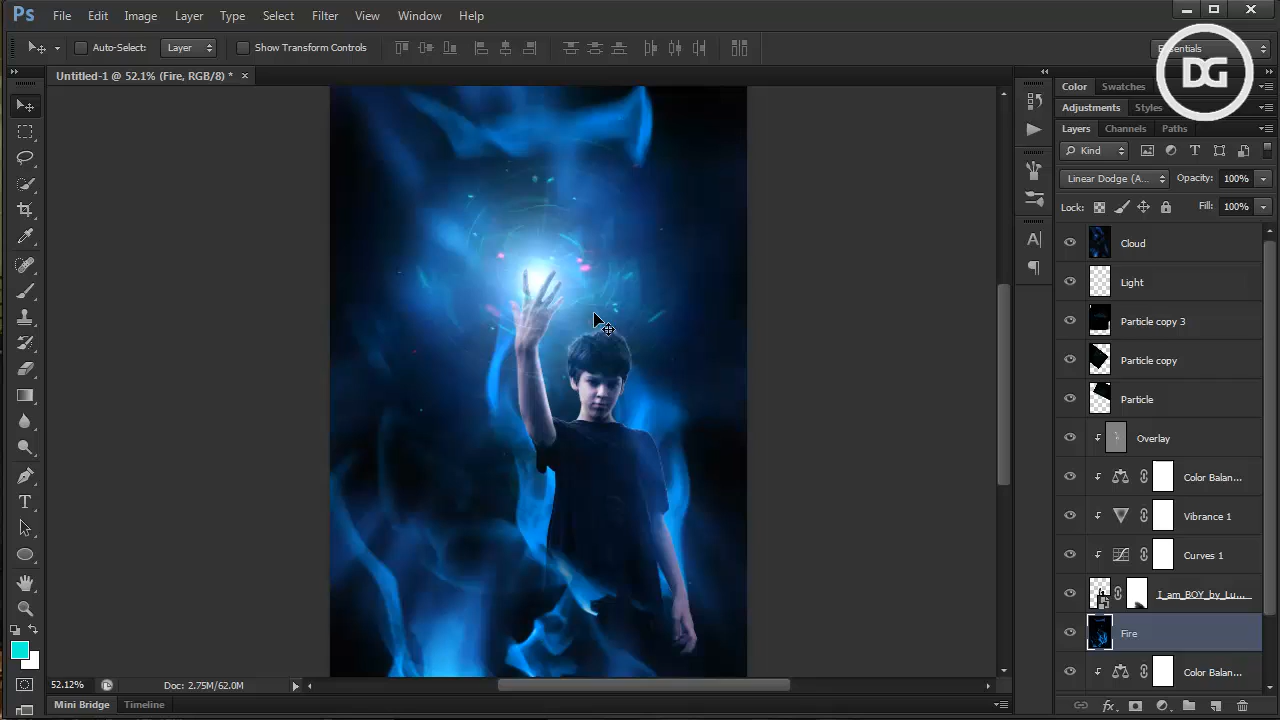 Ps File Edit Image Layer Type Select Filter View Window Help
Auto-Select: Layer Show Transform Controls Essentials
DG
Untitled-1 @ 52.1% (Fire, RGB/8) * ×
Color Swatches
Adjustments Styles
Layers Channels Paths
Kind
Linear Dodge (A... Opacity: 100%
Lock: Fill: 100%
Cloud
Light
Particle copy 3
Particle copy
Particle
Overlay
Color Balan...
Vibrance 1
Curves 1
I_am_BOY_by_Lu...
Fire
Color Balan...
52.12% Doc: 2.75M/62.0M
Mini Bridge Timeline